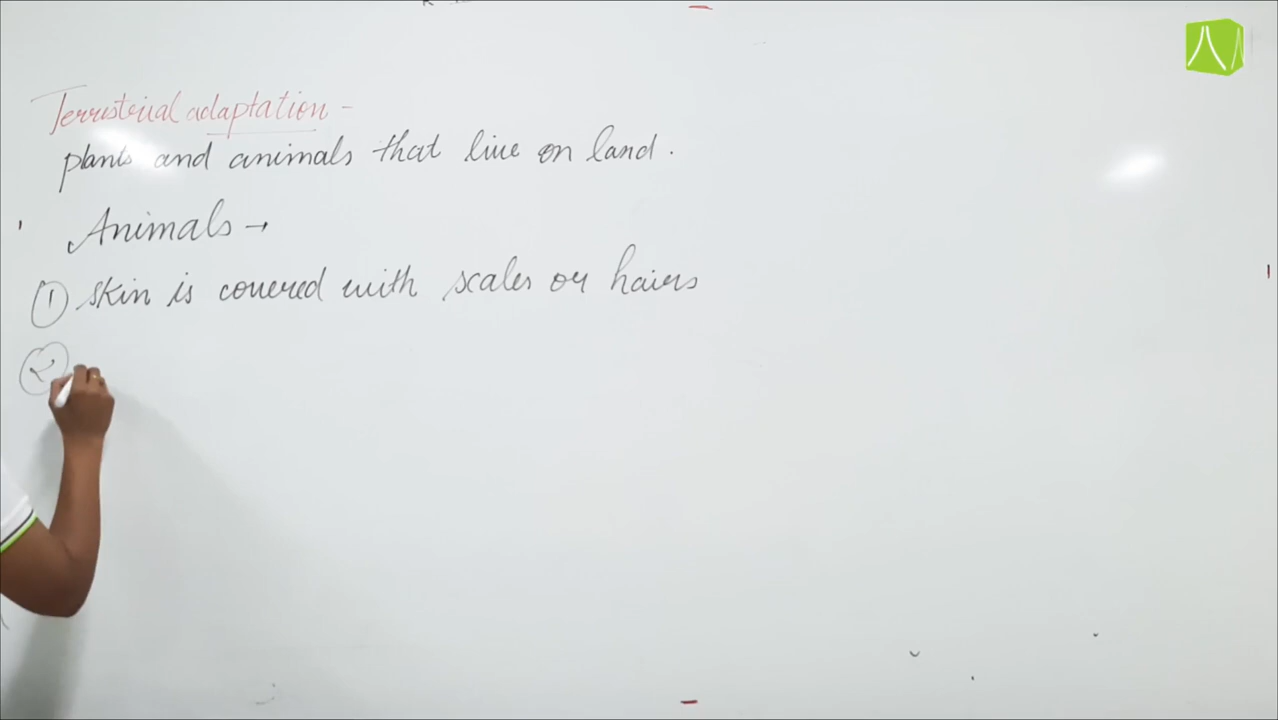 Terrestrial adaptation -
plants and animals that live on land.
Animals →
① skin is covered with scales or hairs
②